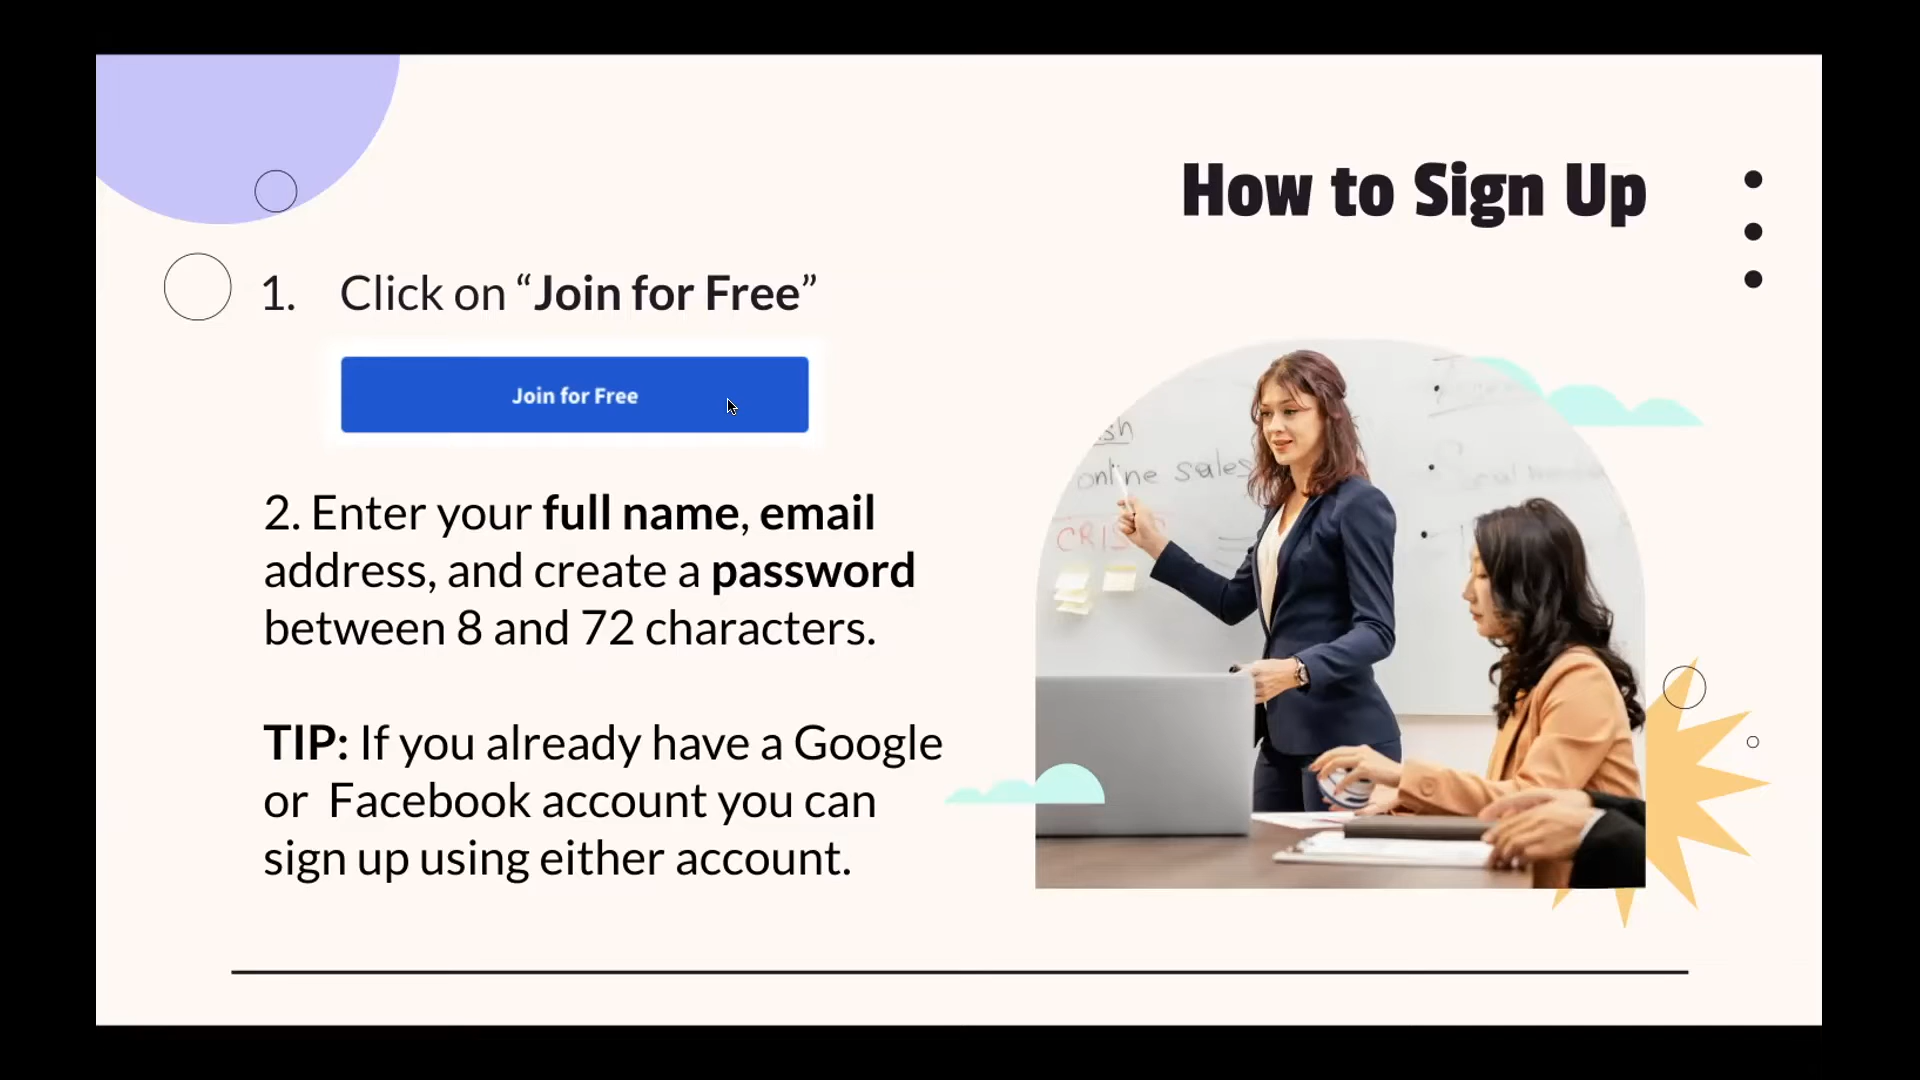 How to Sign Up
1. Click on “Join for Free”
Join for Free
2. Enter your full name, email
address, and create a password
between 8 and 72 characters.
TIP: If you already have a Google
or  Facebook account you can
sign up using either account.
online sales
CRIS